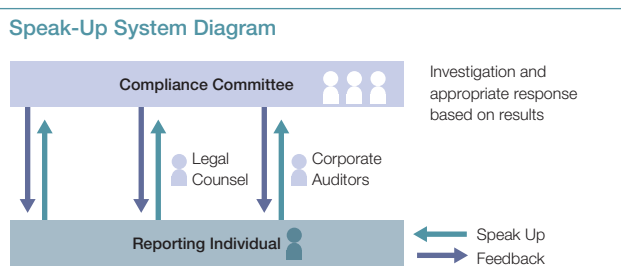 Speak-Up System Diagram
Compliance Committee
Investigation and
appropriate response
based on results
Legal
Counsel
Corporate
Auditors
Reporting Individual
Speak Up
Feedback